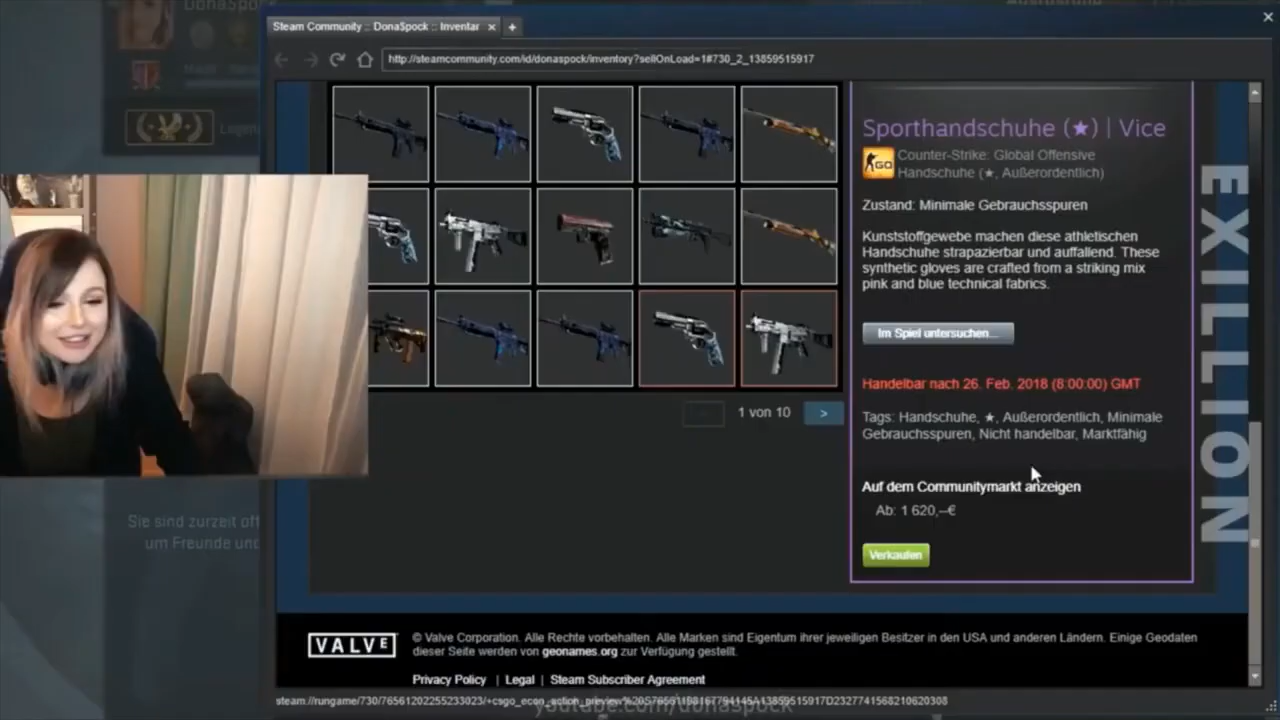 Dona$pock
Steam Community :: Dona$pock :: Inventar
http://steamcommunity.com/id/donaspock/inventory?sellOnLoad=1#730_2_13859515917
Sporthandschuhe (★) | Vice
GO
Counter-Strike: Global Offensive
Handschuhe (★, Außerordentlich)
Zustand: Minimale Gebrauchsspuren
Kunststoffgewebe machen diese athletischen
Handschuhe strapazierbar und auffallend. These
synthetic gloves are crafted from a striking mix
pink and blue technical fabrics.
Im Spiel untersuchen...
Handelbar nach 26. Feb. 2018 (8:00:00) GMT
Tags: Handschuhe, ★, Außerordentlich, Minimale
Gebrauchsspuren, Nicht handelbar, Marktfähig
Auf dem Communitymarkt anzeigen
Ab: 1 620,--€
Verkaufen
1 von 10
>
EXILLION
Sie sind zurzeit
um Freunde und
VALVE
© Valve Corporation. Alle Rechte vorbehalten. Alle Marken sind Eigentum ihrer jeweiligen Besitzer in den USA und anderen Ländern. Einige Geodaten
dieser Seite werden von geonames.org zur Verfügung gestellt.
Privacy Policy | Legal | Steam Subscriber Agreement
youtube.com/donaspock